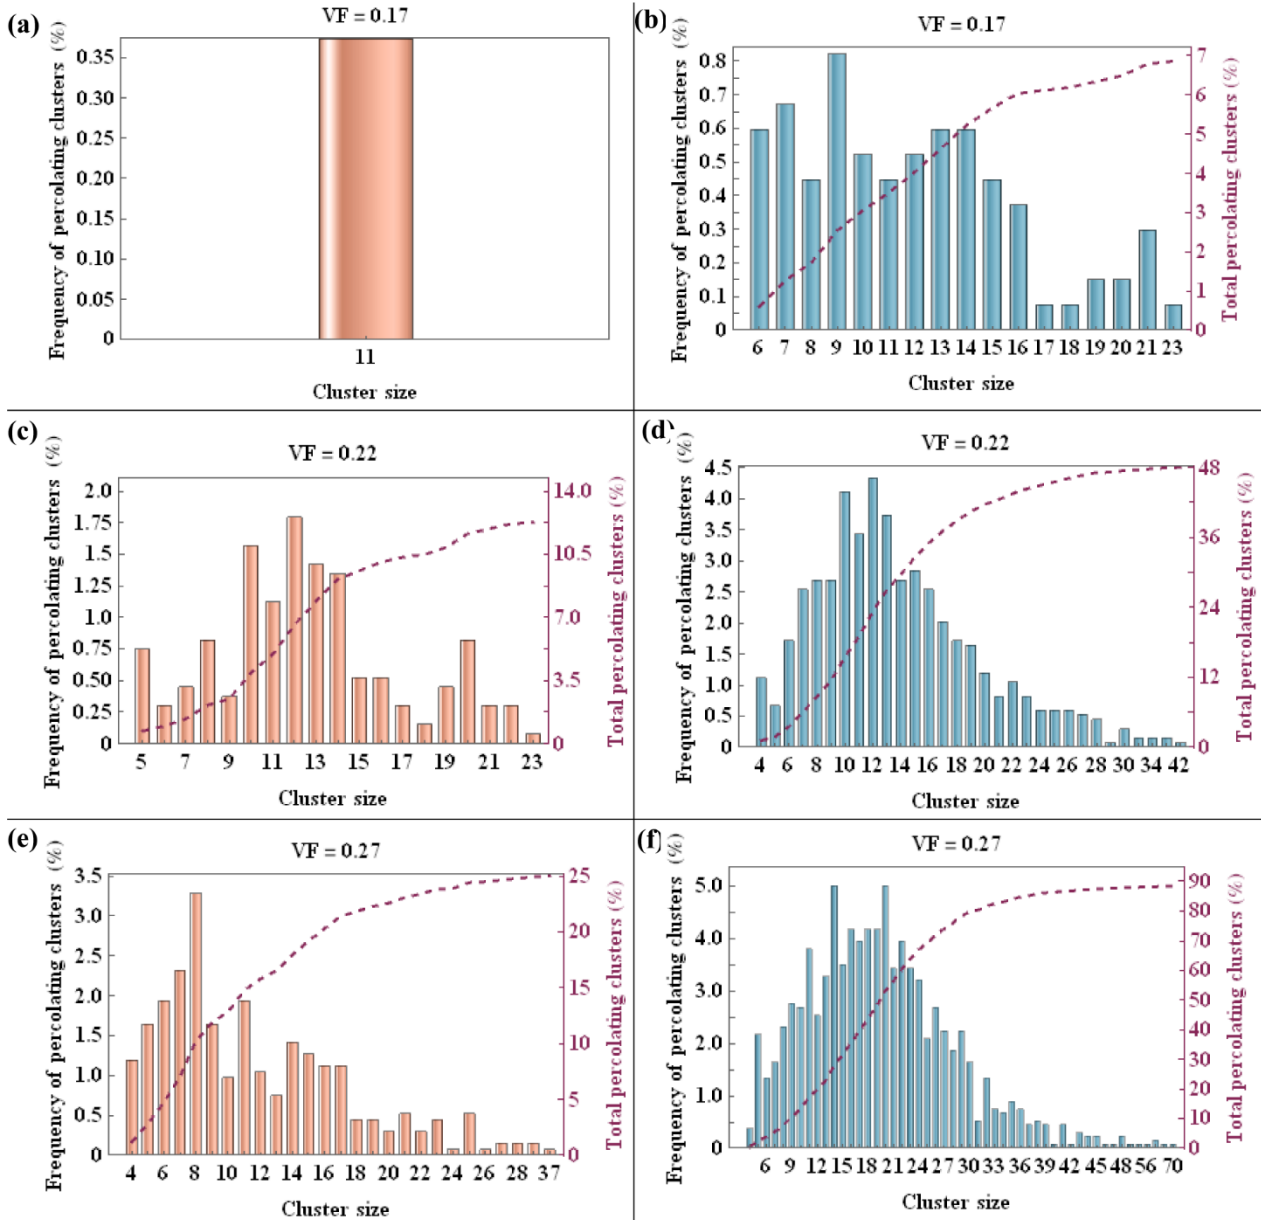 (a)
VF = 0.17
Frequency of percolating clusters (%)
0.35
0.30
0.25
0.20
0.15
0.10
0.05
0
11
Cluster size
(b)
VF = 0.17
Frequency of percolating clusters (%)
0.8
0.7
0.6
0.5
0.4
0.3
0.2
0.1
0
7
6
5
4
3
2
1
0
Total percolating clusters (%)
6 7 8 9 10 11 12 13 14 15 16 17 18 19 20 21 23
Cluster size
(c)
VF = 0.22
Frequency of percolating clusters (%)
2.0
1.75
1.5
1.25
1.0
0.75
0.50
0.25
0
14.0
10.5
7.0
3.5
0
Total percolating clusters (%)
5 7 9 11 13 15 17 19 21 23
Cluster size
(d)
VF = 0.22
Frequency of percolating clusters (%)
4.5
4.0
3.5
3.0
2.5
2.0
1.5
1.0
0.5
0
48
36
24
12
0
Total percolating clusters (%)
4 6 8 10 12 14 16 18 20 22 24 26 28 30 34 42
Cluster size
(e)
VF = 0.27
Frequency of percolating clusters (%)
3.5
3.0
2.5
2.0
1.5
1.0
0.5
0
25
20
15
10
5
0
Total percolating clusters (%)
4 6 8 10 12 14 16 18 20 22 24 26 28 37
Cluster size
(f)
VF = 0.27
Frequency of percolating clusters (%)
5.0
4.0
3.0
2.0
1.0
0
90
80
70
60
50
40
30
20
10
0
Total percolating clusters (%)
6 9 12 15 18 21 24 27 30 33 36 39 42 45 48 56 70
Cluster size